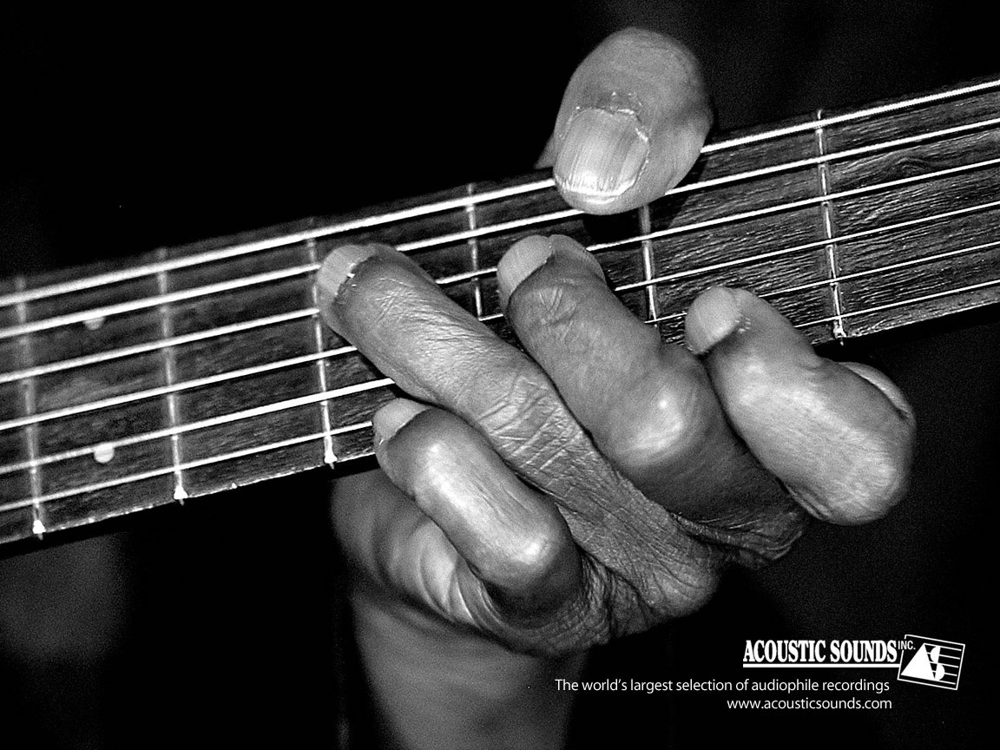 ACOUSTIC SOUNDS INC.
The world's largest selection of audiophile recordings
www.acousticsounds.com